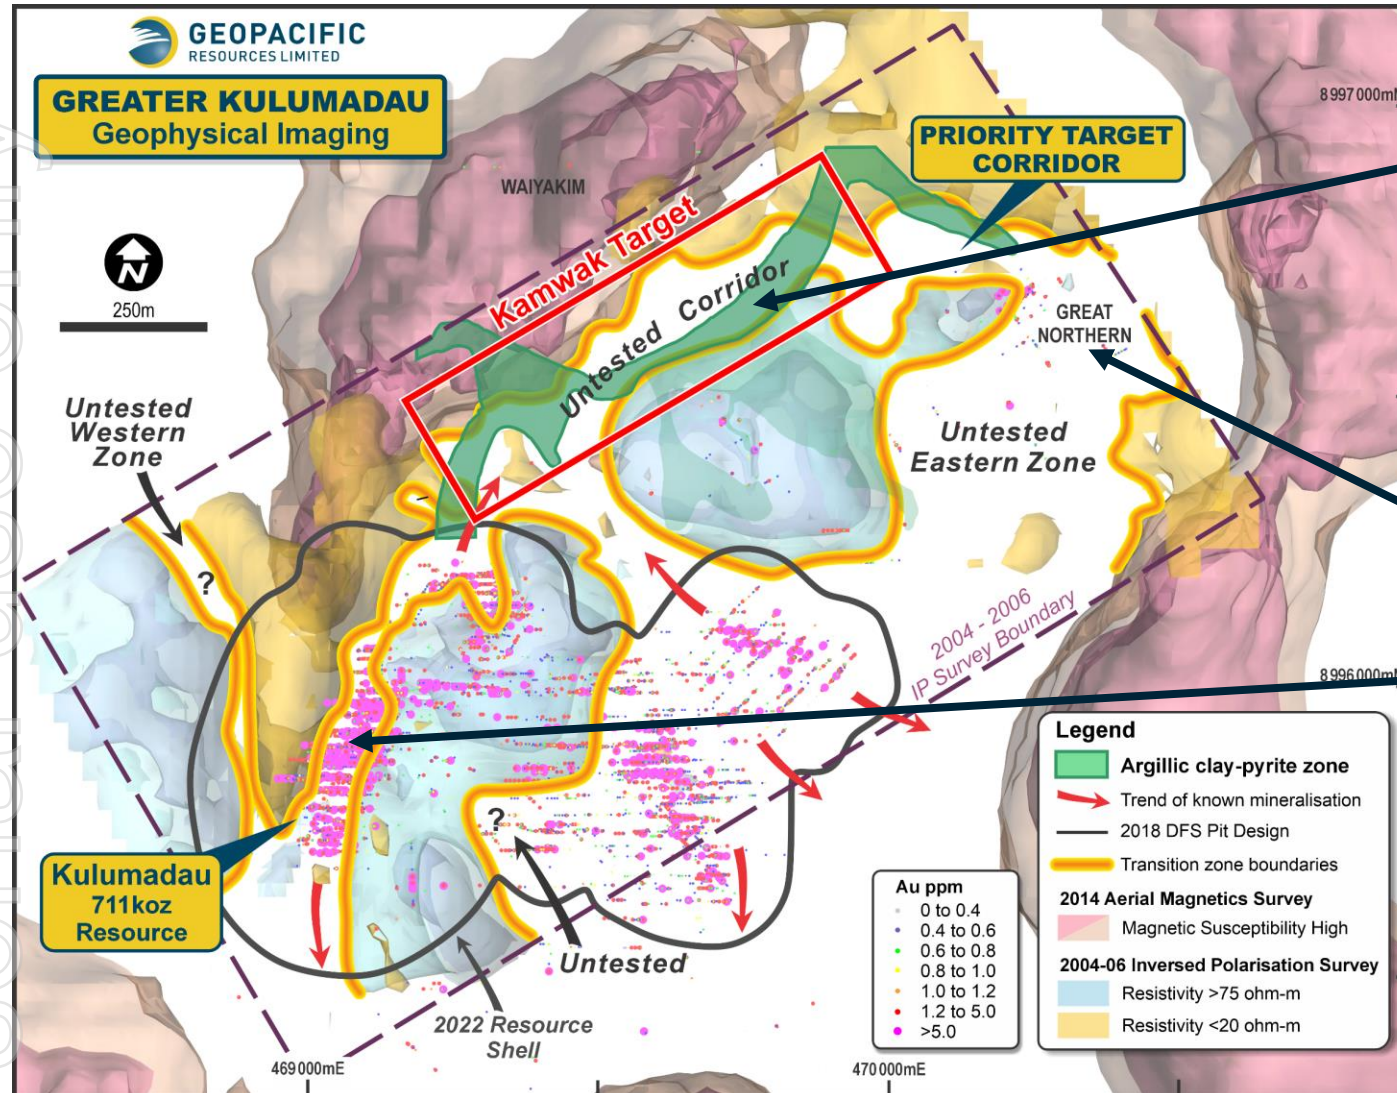 GEOPACIFIC
RESOURCES LIMITED
GREATER KULUMADAU
Geophysical Imaging
8997000mN
PRIORITY TARGET
CORRIDOR
WAIYAKIM
Kamwak Target
Untested Corridor
N
250m
GREAT
NORTHERN
Untested
Western
Zone
Untested
Eastern Zone
?
2004 - 2006
IP Survey Boundary
8996000mN
?
Kulumadau
711koz
Resource
Untested
2022 Resource
Shell
Au ppm
0 to 0.4
0.4 to 0.6
0.6 to 0.8
0.8 to 1.0
1.0 to 1.2
1.2 to 5.0
>5.0
Legend
Argillic clay-pyrite zone
Trend of known mineralisation
2018 DFS Pit Design
Transition zone boundaries
2014 Aerial Magnetics Survey
Magnetic Susceptibility High
2004-06 Inversed Polarisation Survey
Resistivity >75 ohm-m
Resistivity <20 ohm-m
469000mE
470000mE